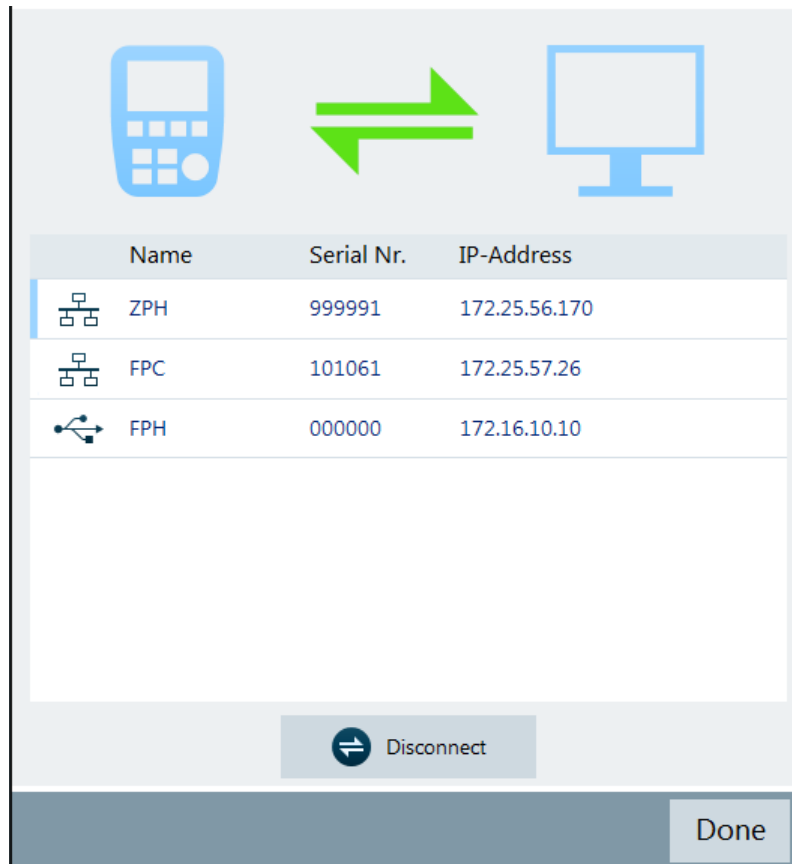 Name Serial Nr. IP-Address
ZPH 999991 172.25.56.170
FPC 101061 172.25.57.26
FPH 000000 172.16.10.10
Disconnect
Done